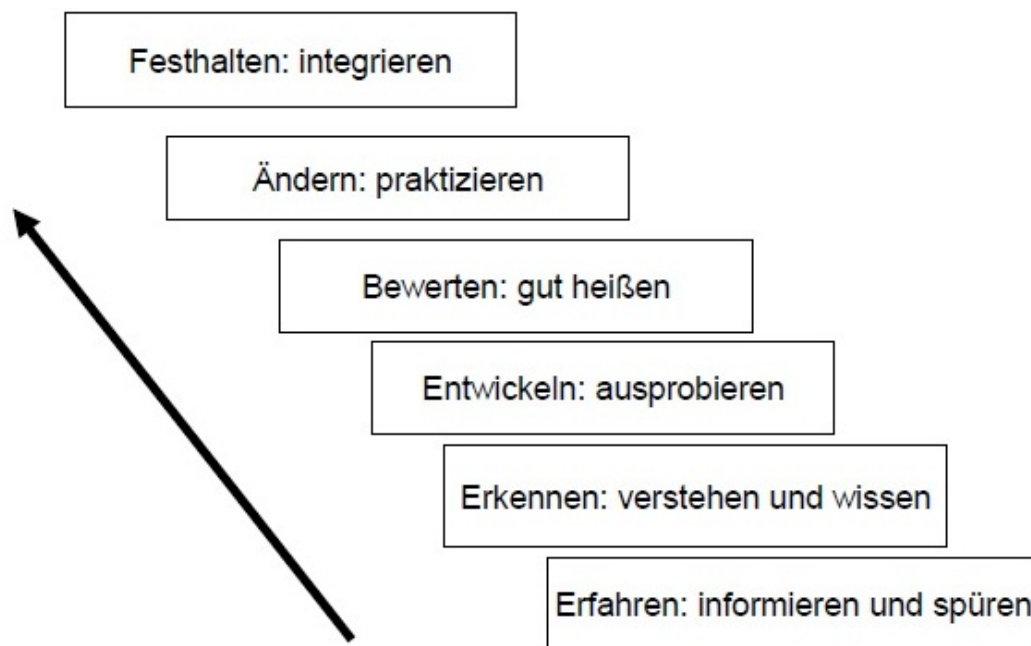 Festhalten: integrieren
Ändern: praktizieren
Bewerten: gut heißen
Entwickeln: ausprobieren
Erkennen: verstehen und wissen
Erfahren: informieren und spüren